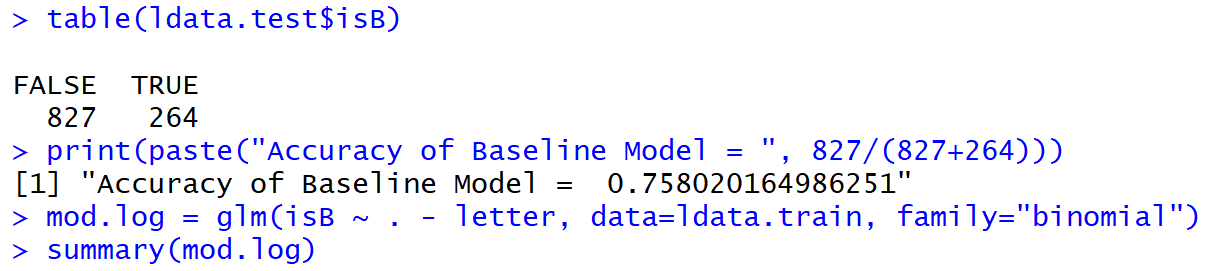 > table(ldata.test$isB)
FALSE  TRUE
  827   264
> print(paste("Accuracy of Baseline Model = ", 827/(827+264)))
[1] "Accuracy of Baseline Model =  0.758020164986251"
> mod.log = glm(isB ~ . - letter, data=ldata.train, family="binomial")
> summary(mod.log)